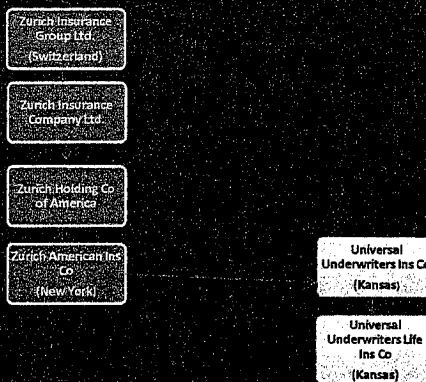 Zurich Insurance
Group Ltd.
(Switzerland)
Zurich Insurance
Company Ltd.
Zurich Holding Co
of America
Zurich American Ins
Co
(New York)
Universal
Underwriters Ins Co
(Kansas)
Universal
Underwriters Life
Ins Co
(Kansas)